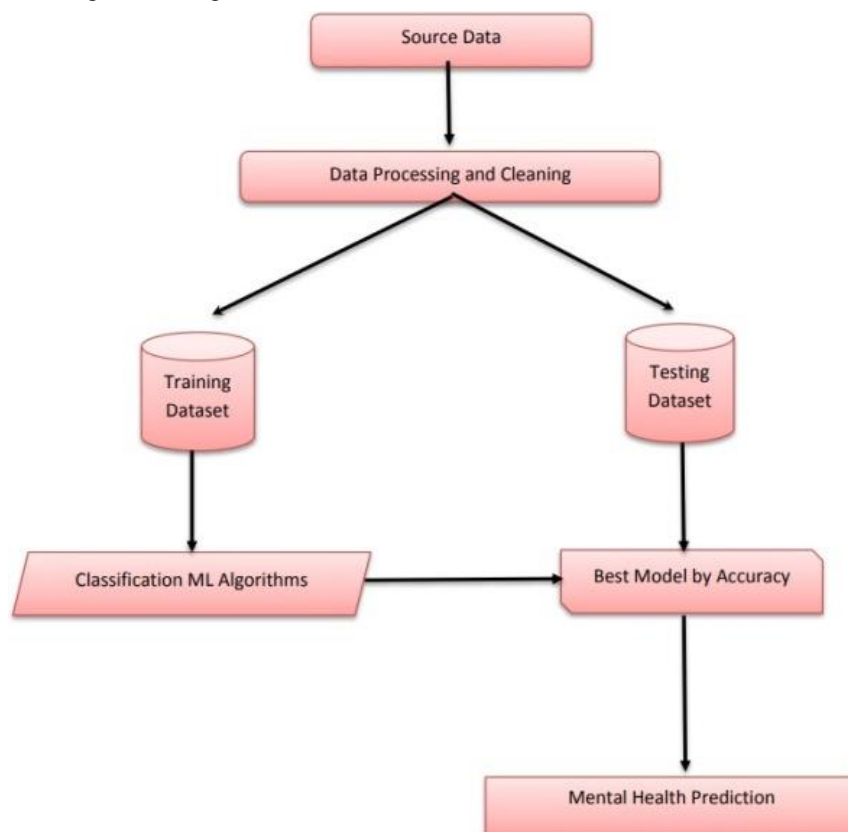 Source Data
Data Processing and Cleaning
Training
Dataset
Testing
Dataset
Classification ML Algorithms
Best Model by Accuracy
Mental Health Prediction